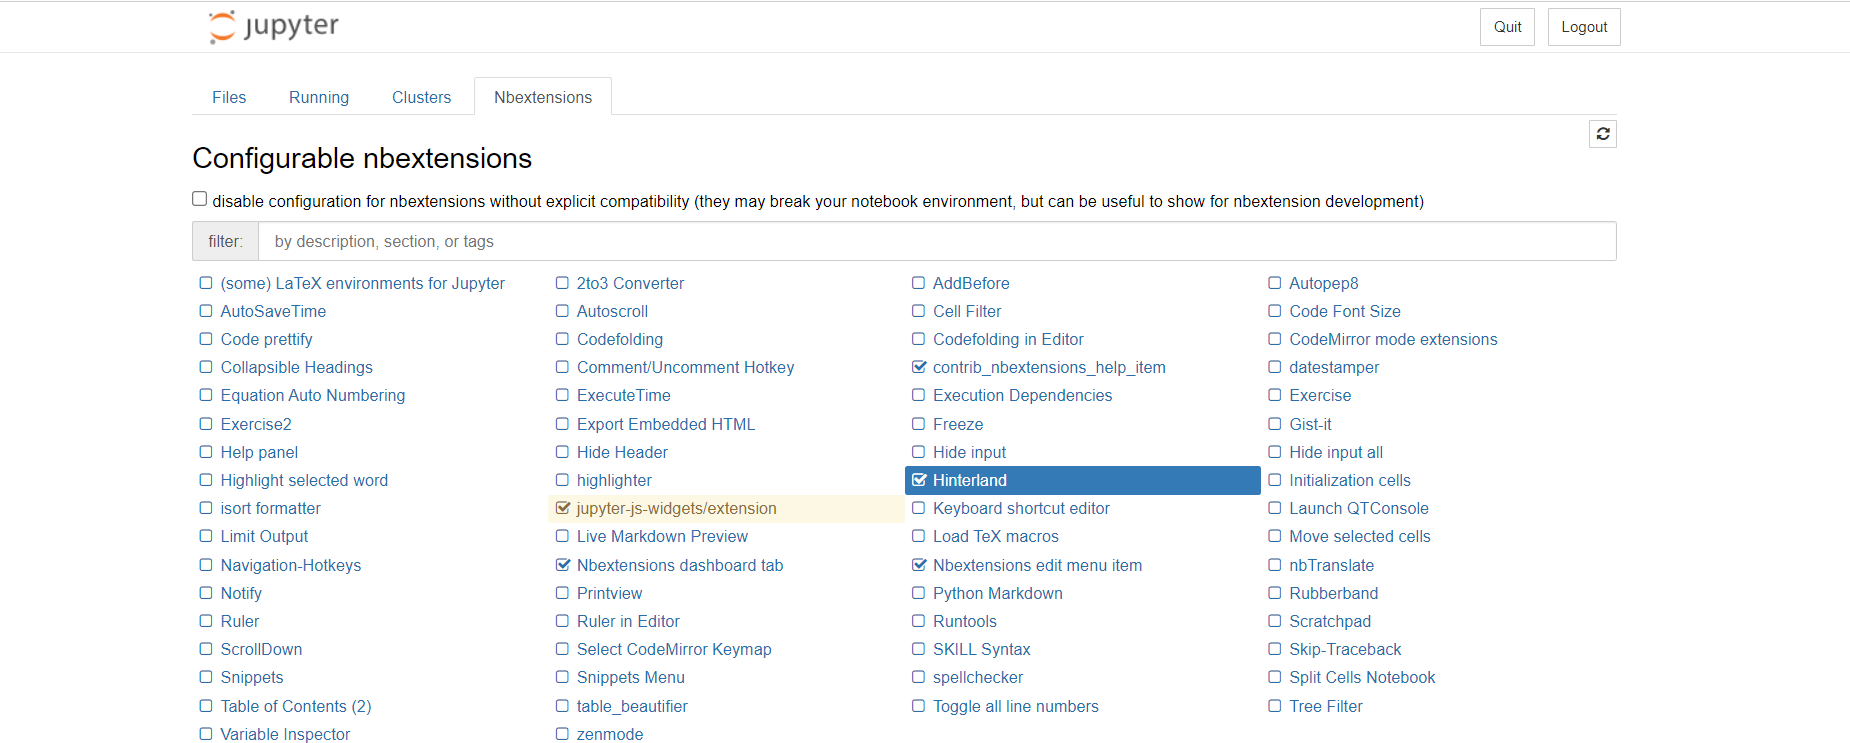 jupyter Quit Logout
Files Running Clusters Nbextensions
Configurable nbextensions
disable configuration for nbextensions without explicit compatibility (they may break your notebook environment, but can be useful to show for nbextension development)
filter: by description, section, or tags
(some) LaTeX environments for Jupyter 2to3 Converter AddBefore Autopep8
AutoSaveTime Autoscroll Cell Filter Code Font Size
Code prettify Codefolding Codefolding in Editor CodeMirror mode extensions
Collapsible Headings Comment/Uncomment Hotkey contrib_nbextensions_help_item datestamper
Equation Auto Numbering ExecuteTime Execution Dependencies Exercise
Exercise2 Export Embedded HTML Freeze Gist-it
Help panel Hide Header Hide input Hide input all
Highlight selected word highlighter Hinterland Initialization cells
isort formatter jupyter-js-widgets/extension Keyboard shortcut editor Launch QTConsole
Limit Output Live Markdown Preview Load TeX macros Move selected cells
Navigation-Hotkeys Nbextensions dashboard tab Nbextensions edit menu item nbTranslate
Notify Printview Python Markdown Rubberband
Ruler Ruler in Editor Runtools Scratchpad
ScrollDown Select CodeMirror Keymap SKILL Syntax Skip-Traceback
Snippets Snippets Menu spellchecker Split Cells Notebook
Table of Contents (2) table_beautifier Toggle all line numbers Tree Filter
Variable Inspector zenmode